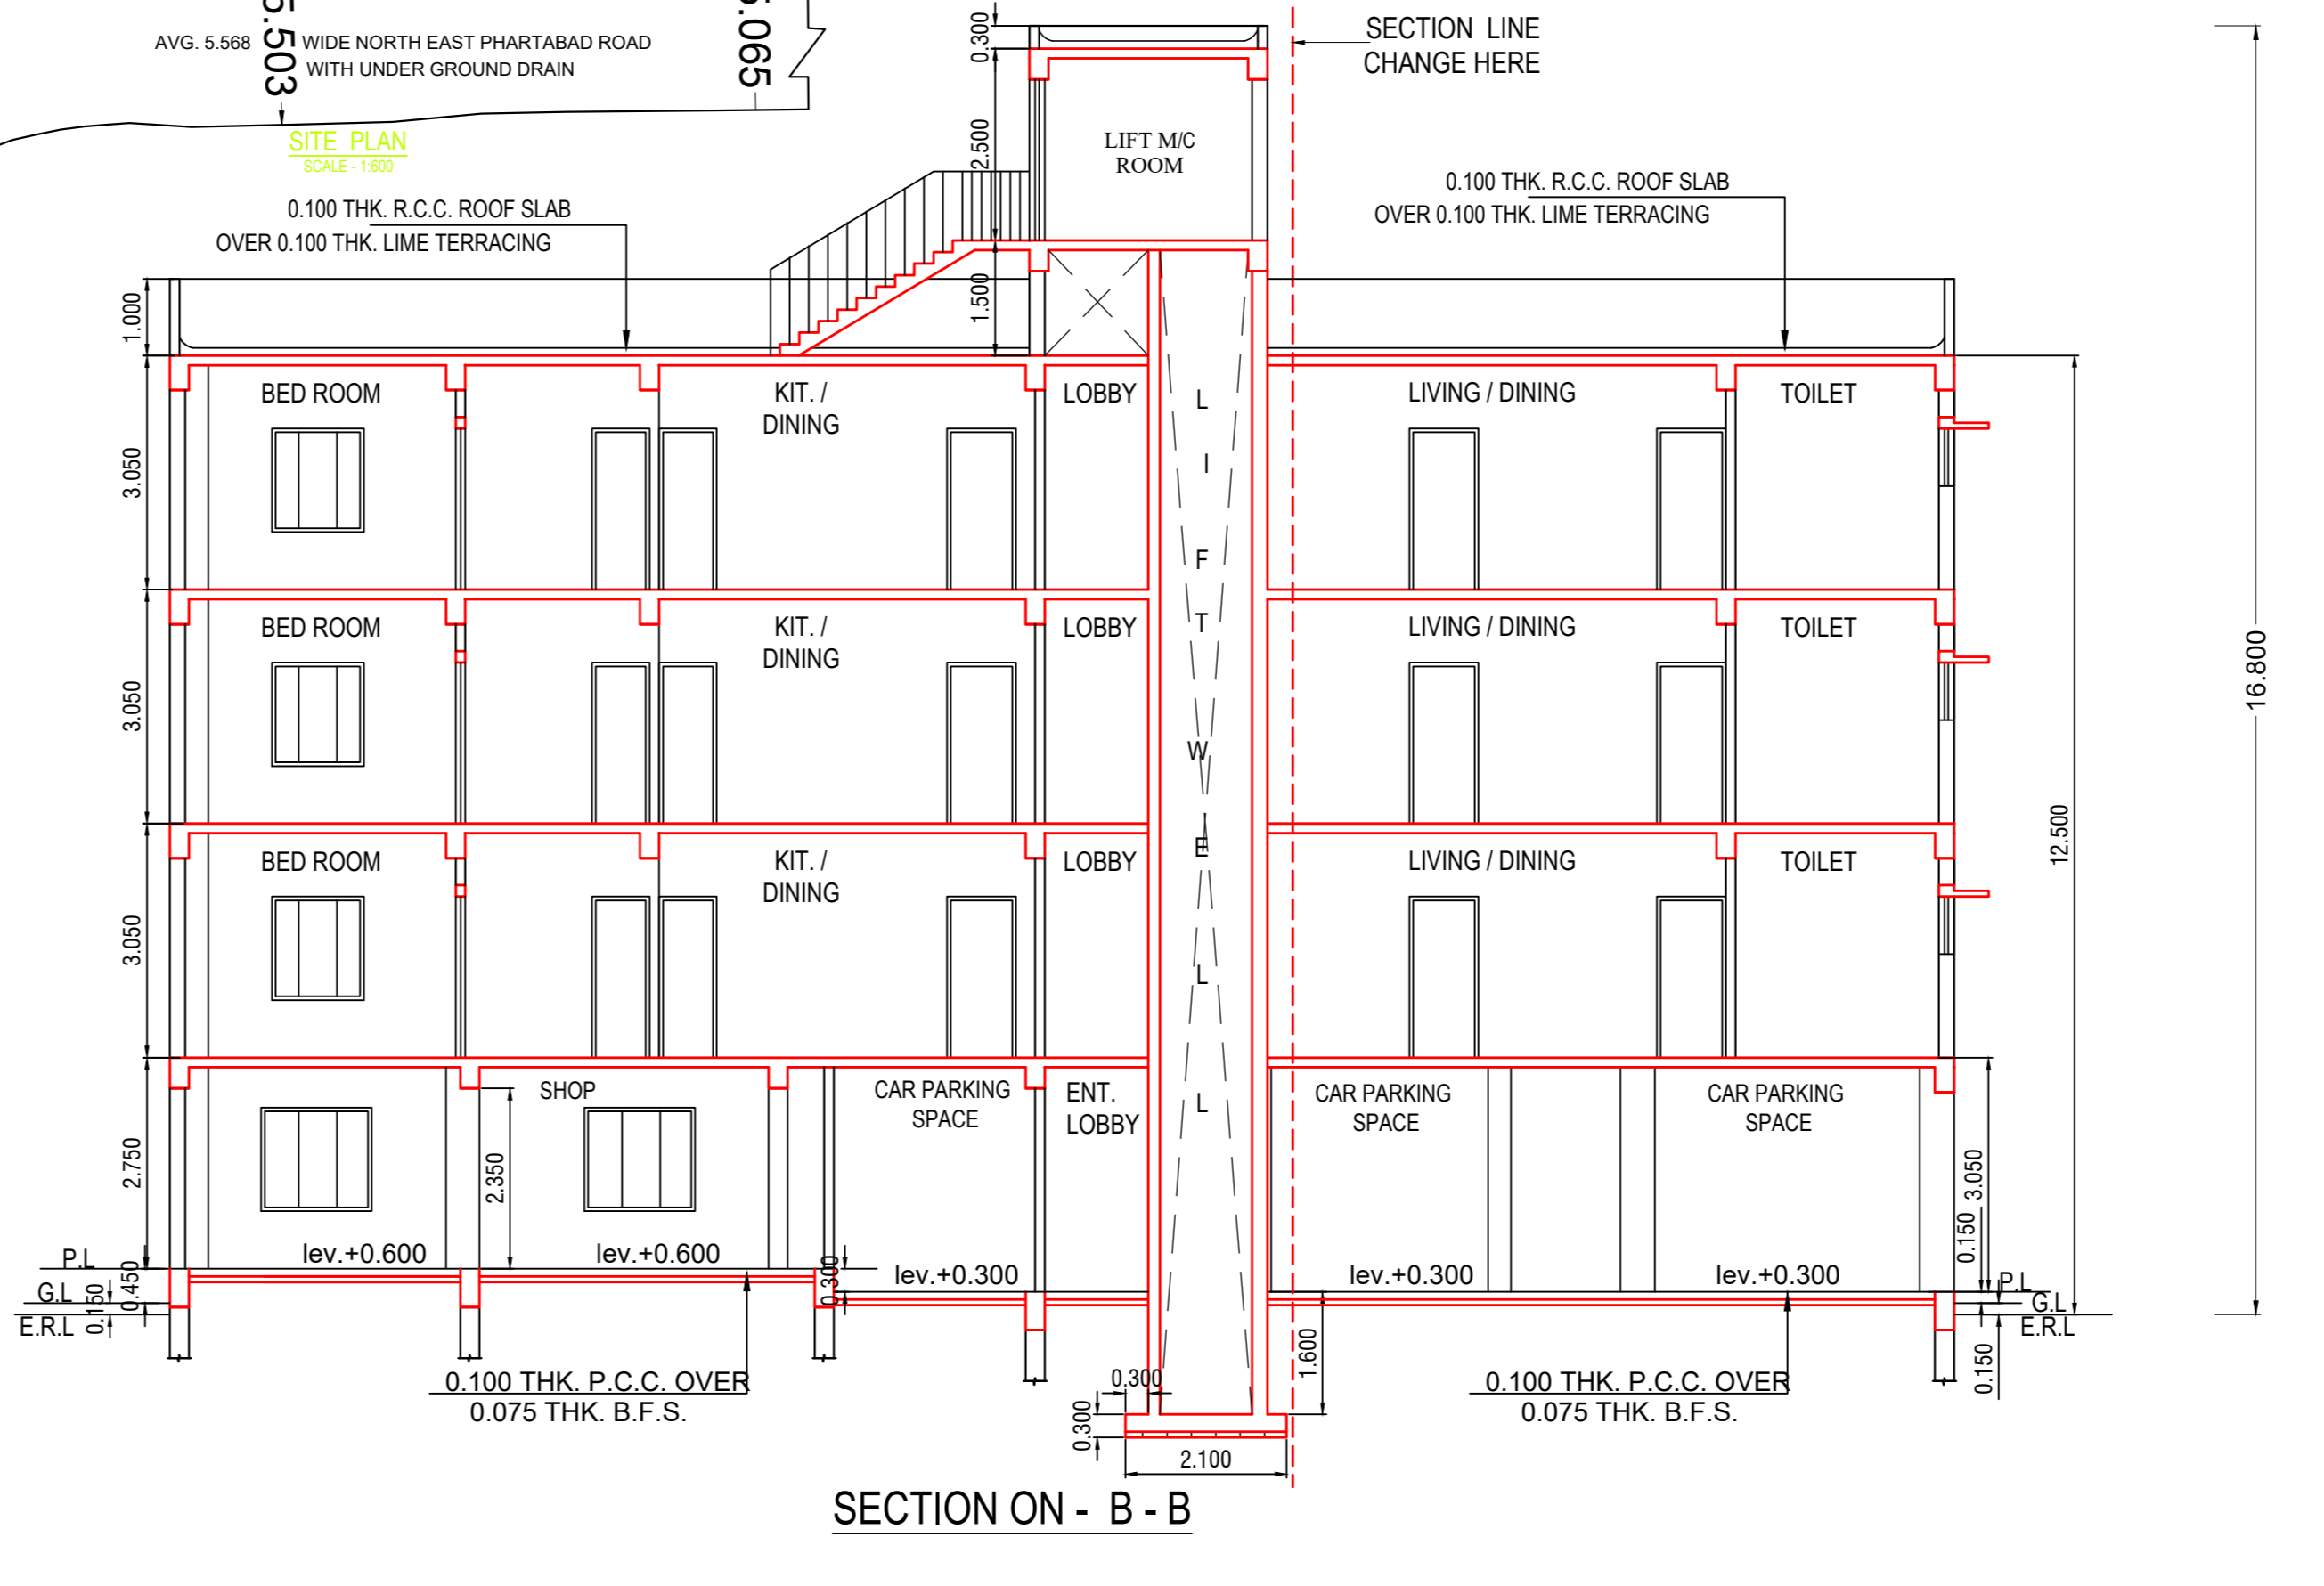 5.503
5.065
AVG. 5.568
WIDE NORTH EAST PHARTABAD ROAD
WITH UNDER GROUND DRAIN
SITE PLAN
SCALE - 1:600
0.300
SECTION LINE
CHANGE HERE
2.500
LIFT M/C
ROOM
0.100 THK. R.C.C. ROOF SLAB
OVER 0.100 THK. LIME TERRACING
0.100 THK. R.C.C. ROOF SLAB
OVER 0.100 THK. LIME TERRACING
1.000
1.500
BED ROOM
KIT. /
DINING
LOBBY
LIVING / DINING
TOILET
3.050
BED ROOM
KIT. /
DINING
LOBBY
LIVING / DINING
TOILET
3.050
BED ROOM
KIT. /
DINING
LOBBY
LIVING / DINING
TOILET
3.050
L
I
F
T
W
E
L
L
16.800
12.500
SHOP
CAR PARKING
SPACE
ENT.
LOBBY
CAR PARKING
SPACE
CAR PARKING
SPACE
2.750
2.350
3.050
0.150
lev.+0.600
lev.+0.600
lev.+0.300
lev.+0.300
lev.+0.300
P.L
G.L
E.R.L
0.450
0.150
0.300
P.L
G.L
E.R.L
0.150
1.600
0.300
0.300
2.100
0.100 THK. P.C.C. OVER
0.075 THK. B.F.S.
0.100 THK. P.C.C. OVER
0.075 THK. B.F.S.
SECTION ON - B - B